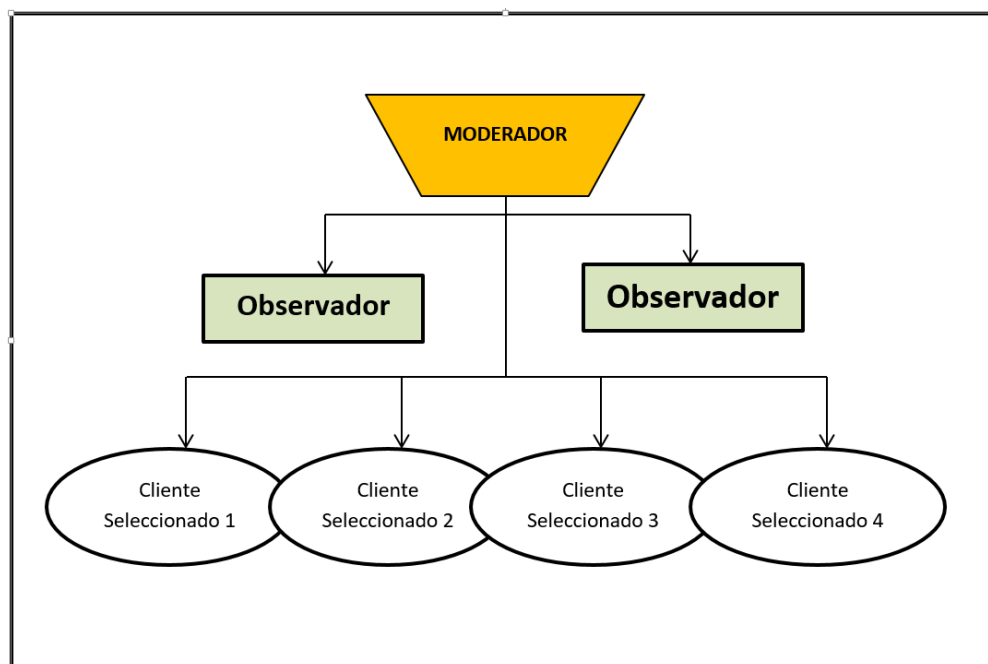 MODERADOR
Observador
Observador
Cliente
Seleccionado 1
Cliente
Seleccionado 2
Cliente
Seleccionado 3
Cliente
Seleccionado 4